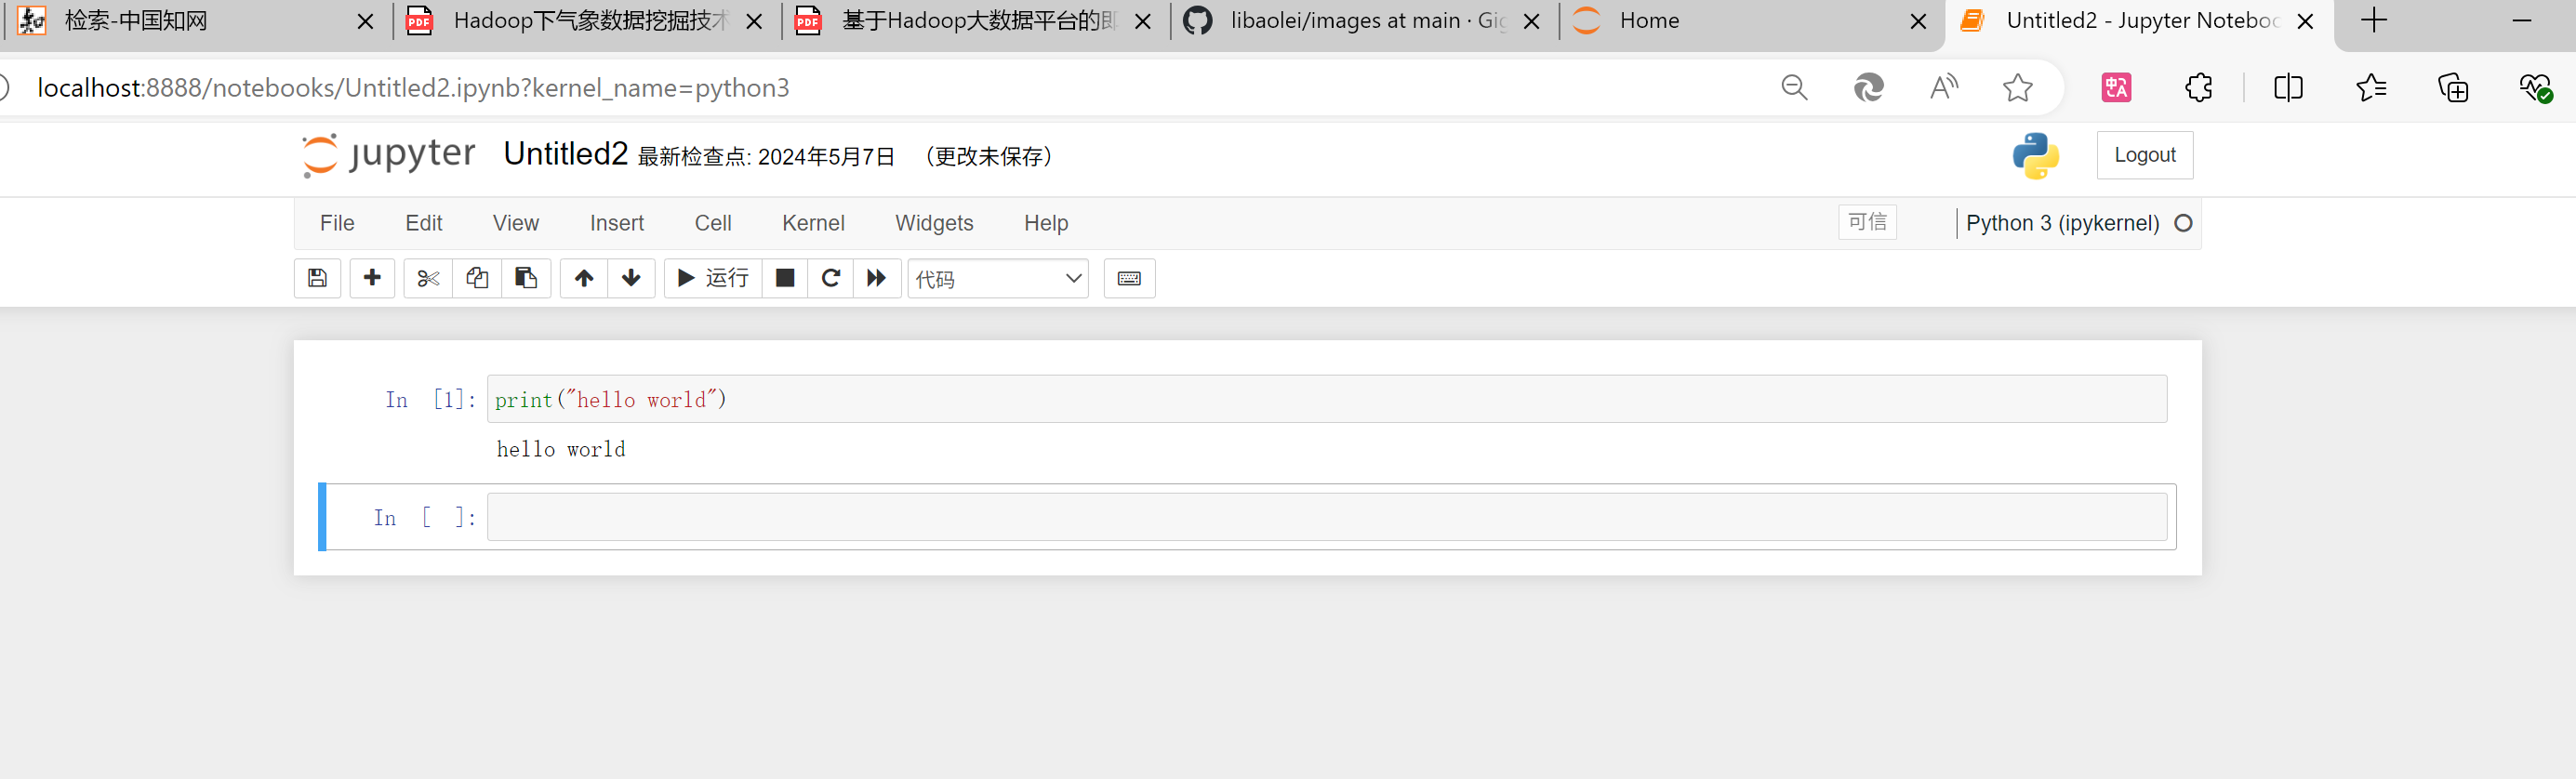 检索-中国知网
Hadoop下气象数据挖掘技术
基于Hadoop大数据平台的即
libaolei/images at main · Gig
Home
Untitled2 - Jupyter Notebook
localhost:8888/notebooks/Untitled2.ipynb?kernel_name=python3
jupyter Untitled2 最新检查点: 2024年5月7日 （更改未保存）
Logout
File Edit View Insert Cell Kernel Widgets Help
可信
Python 3 (ipykernel)
运行
代码
In [1]: print("hello world")
hello world
In [ ]: